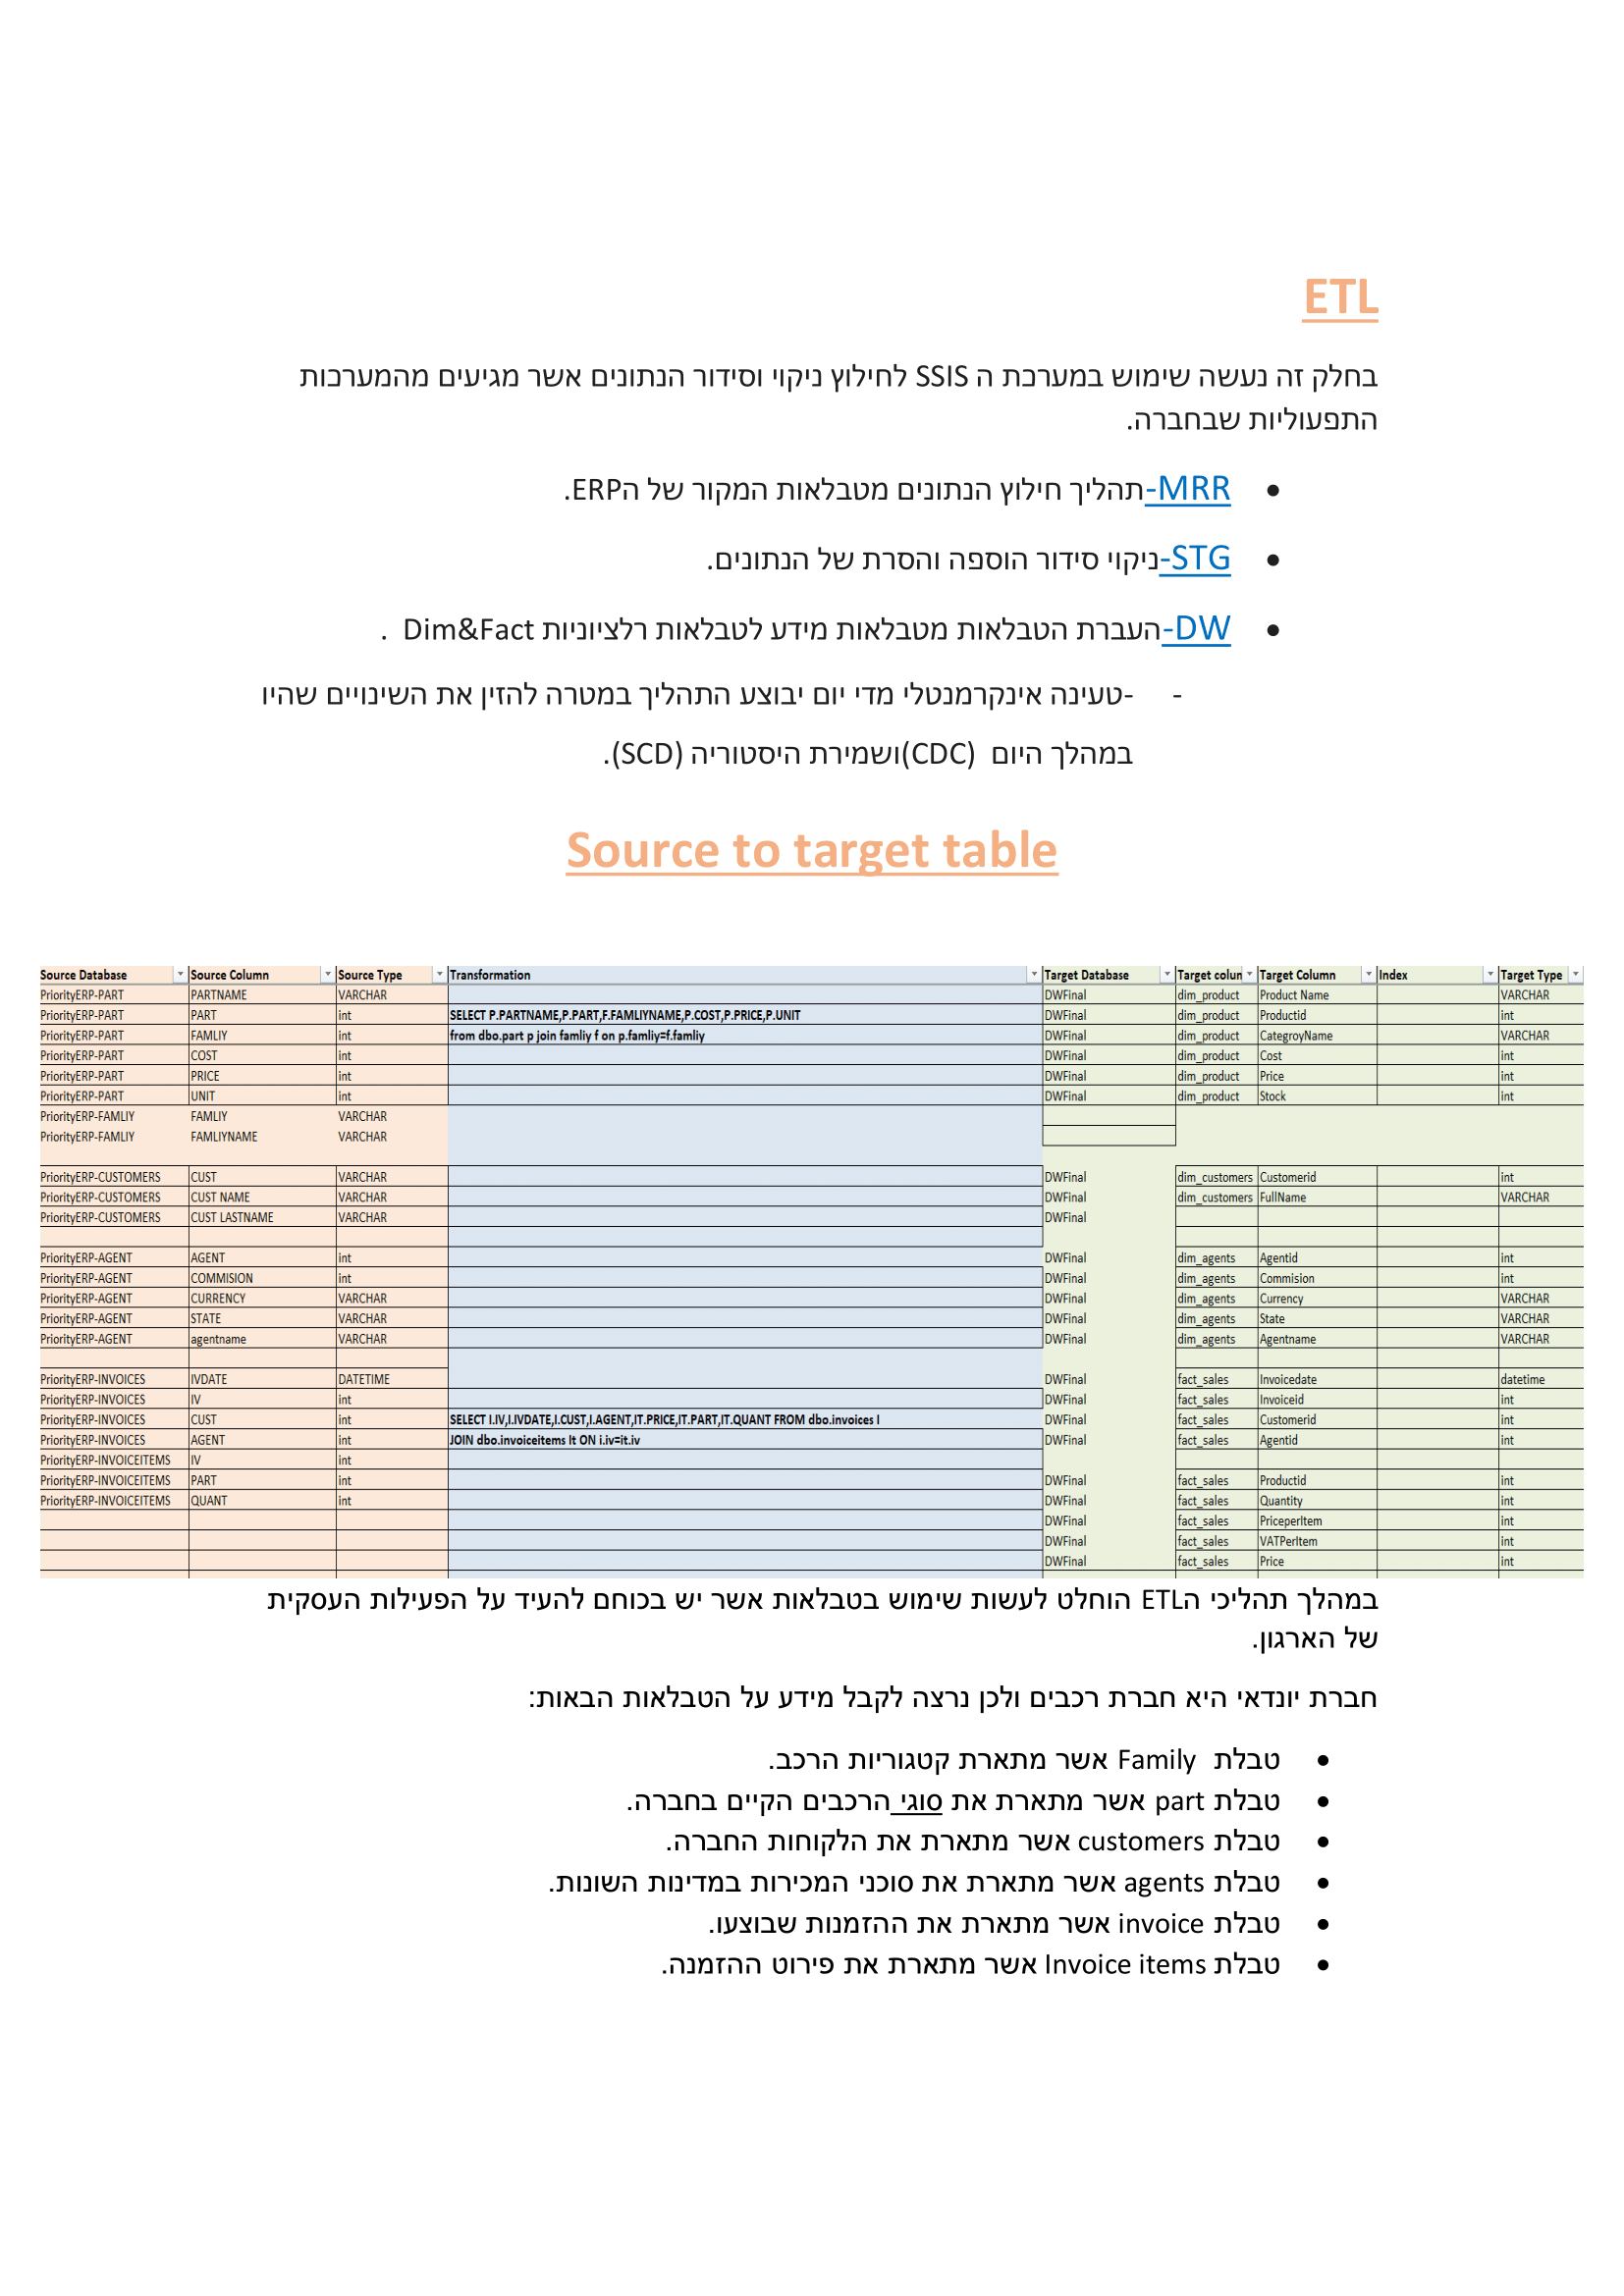 ETL
בחלק זה נעשה שימוש במערכת ה SSIS לחילוץ ניקוי וסידור הנתונים אשר מגיעים מהמערכות
התפעוליות שבחברה.
• MRR-תהליך חילוץ הנתונים מטבלאות המקור של הERP.
• STG-ניקוי סידור הוספה והסרת של הנתונים.
• DW-העברת הטבלאות מטבלאות מידע לטבלאות רלציוניות Dim&Fact .
- -טעינה אינקרמנטלי מדי יום יבוצע התהליך במטרה להזין את השינויים שהיו
במהלך היום (CDC)ושמירת היסטוריה (SCD).
Source to target table
Source Database Source Column Source Type Transformation Target Database Target colun Target Column Index Target Type
PriorityERP-PART PARTNAME VARCHAR DWFinal dim_product Product Name VARCHAR
PriorityERP-PART PART int SELECT P.PARTNAME,P.PART,F.FAMLIYNAME,P.COST,P.PRICE,P.UNIT DWFinal dim_product Productid int
PriorityERP-PART FAMLIY int from dbo.part p join famliy f on p.famliy=f.famliy DWFinal dim_product CategroyName VARCHAR
PriorityERP-PART COST int DWFinal dim_product Cost int
PriorityERP-PART PRICE int DWFinal dim_product Price int
PriorityERP-PART UNIT int DWFinal dim_product Stock int
PriorityERP-FAMLIY FAMLIY VARCHAR
PriorityERP-FAMLIY FAMLIYNAME VARCHAR
PriorityERP-CUSTOMERS CUST VARCHAR DWFinal dim_customers Customerid int
PriorityERP-CUSTOMERS CUST NAME VARCHAR DWFinal dim_customers FullName VARCHAR
PriorityERP-CUSTOMERS CUST LASTNAME VARCHAR DWFinal
PriorityERP-AGENT AGENT int DWFinal dim_agents Agentid int
PriorityERP-AGENT COMMISION int DWFinal dim_agents Commision int
PriorityERP-AGENT CURRENCY VARCHAR DWFinal dim_agents Currency VARCHAR
PriorityERP-AGENT STATE VARCHAR DWFinal dim_agents State VARCHAR
PriorityERP-AGENT agentname VARCHAR DWFinal dim_agents Agentname VARCHAR
PriorityERP-INVOICES IVDATE DATETIME DWFinal fact_sales Invoicedate datetime
PriorityERP-INVOICES IV int DWFinal fact_sales Invoiceid int
PriorityERP-INVOICES CUST int SELECT I.IV,I.IVDATE,I.CUST,I.AGENT,IT.PRICE,IT.PART,IT.QUANT FROM dbo.invoices I DWFinal fact_sales Customerid int
PriorityERP-INVOICES AGENT int JOIN dbo.invoiceitems It ON i.iv=it.iv DWFinal fact_sales Agentid int
PriorityERP-INVOICEITEMS IV int
PriorityERP-INVOICEITEMS PART int DWFinal fact_sales Productid int
PriorityERP-INVOICEITEMS QUANT int DWFinal fact_sales Quantity int
DWFinal fact_sales PriceperItem int
DWFinal fact_sales VATPerItem int
DWFinal fact_sales Price int
במהלך תהליכי הETL הוחלט לעשות שימוש בטבלאות אשר יש בכוחם להעיד על הפעילות העסקית
של הארגון.
חברת יונדאי היא חברת רכבים ולכן נרצה לקבל מידע על הטבלאות הבאות:
• טבלת Family אשר מתארת קטגוריות הרכב.
• טבלת part אשר מתארת את סוגי הרכבים הקיים בחברה.
• טבלת customers אשר מתארת את הלקוחות החברה.
• טבלת agents אשר מתארת את סוכני המכירות במדינות השונות.
• טבלת invoice אשר מתארת את ההזמנות שבוצעו.
• טבלת Invoice items אשר מתארת את פירוט ההזמנה.